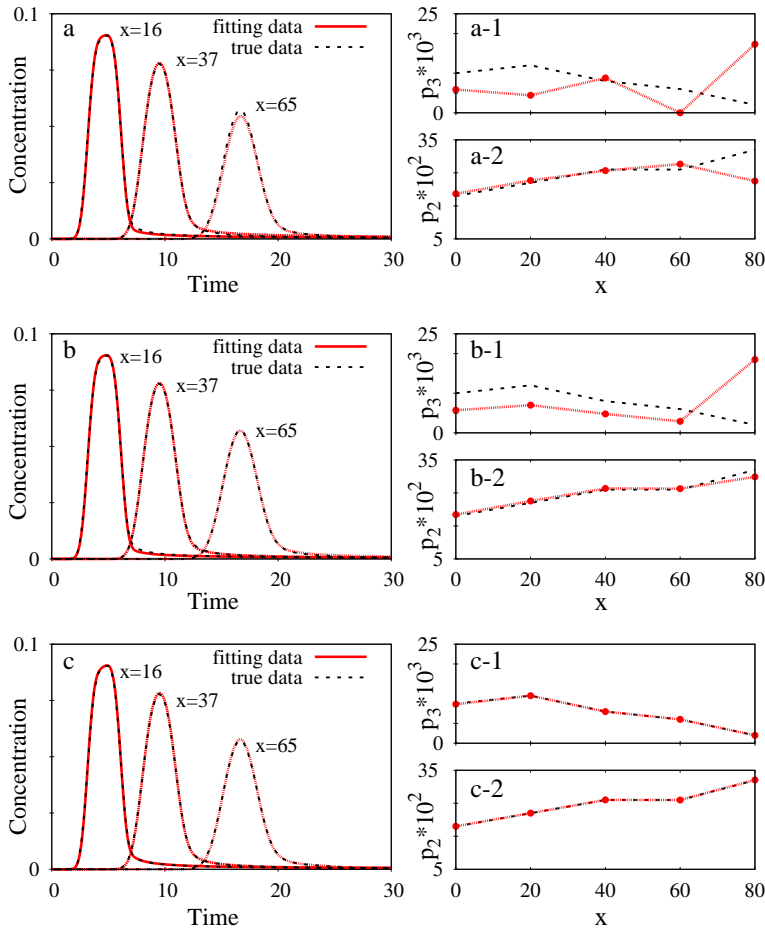 a
x=16
x=37
x=65
fitting data
true data
0.1
0
Concentration
0 10 20 30
Time
a-1
25
0
p3*10^3
a-2
35
5
p2*10^2
0 20 40 60 80
x
b
x=16
x=37
x=65
fitting data
true data
0.1
0
Concentration
0 10 20 30
Time
b-1
25
0
p3*10^3
b-2
35
5
p2*10^2
0 20 40 60 80
x
c
x=16
x=37
x=65
fitting data
true data
0.1
0
Concentration
0 10 20 30
Time
c-1
25
0
p3*10^3
c-2
35
5
p2*10^2
0 20 40 60 80
x